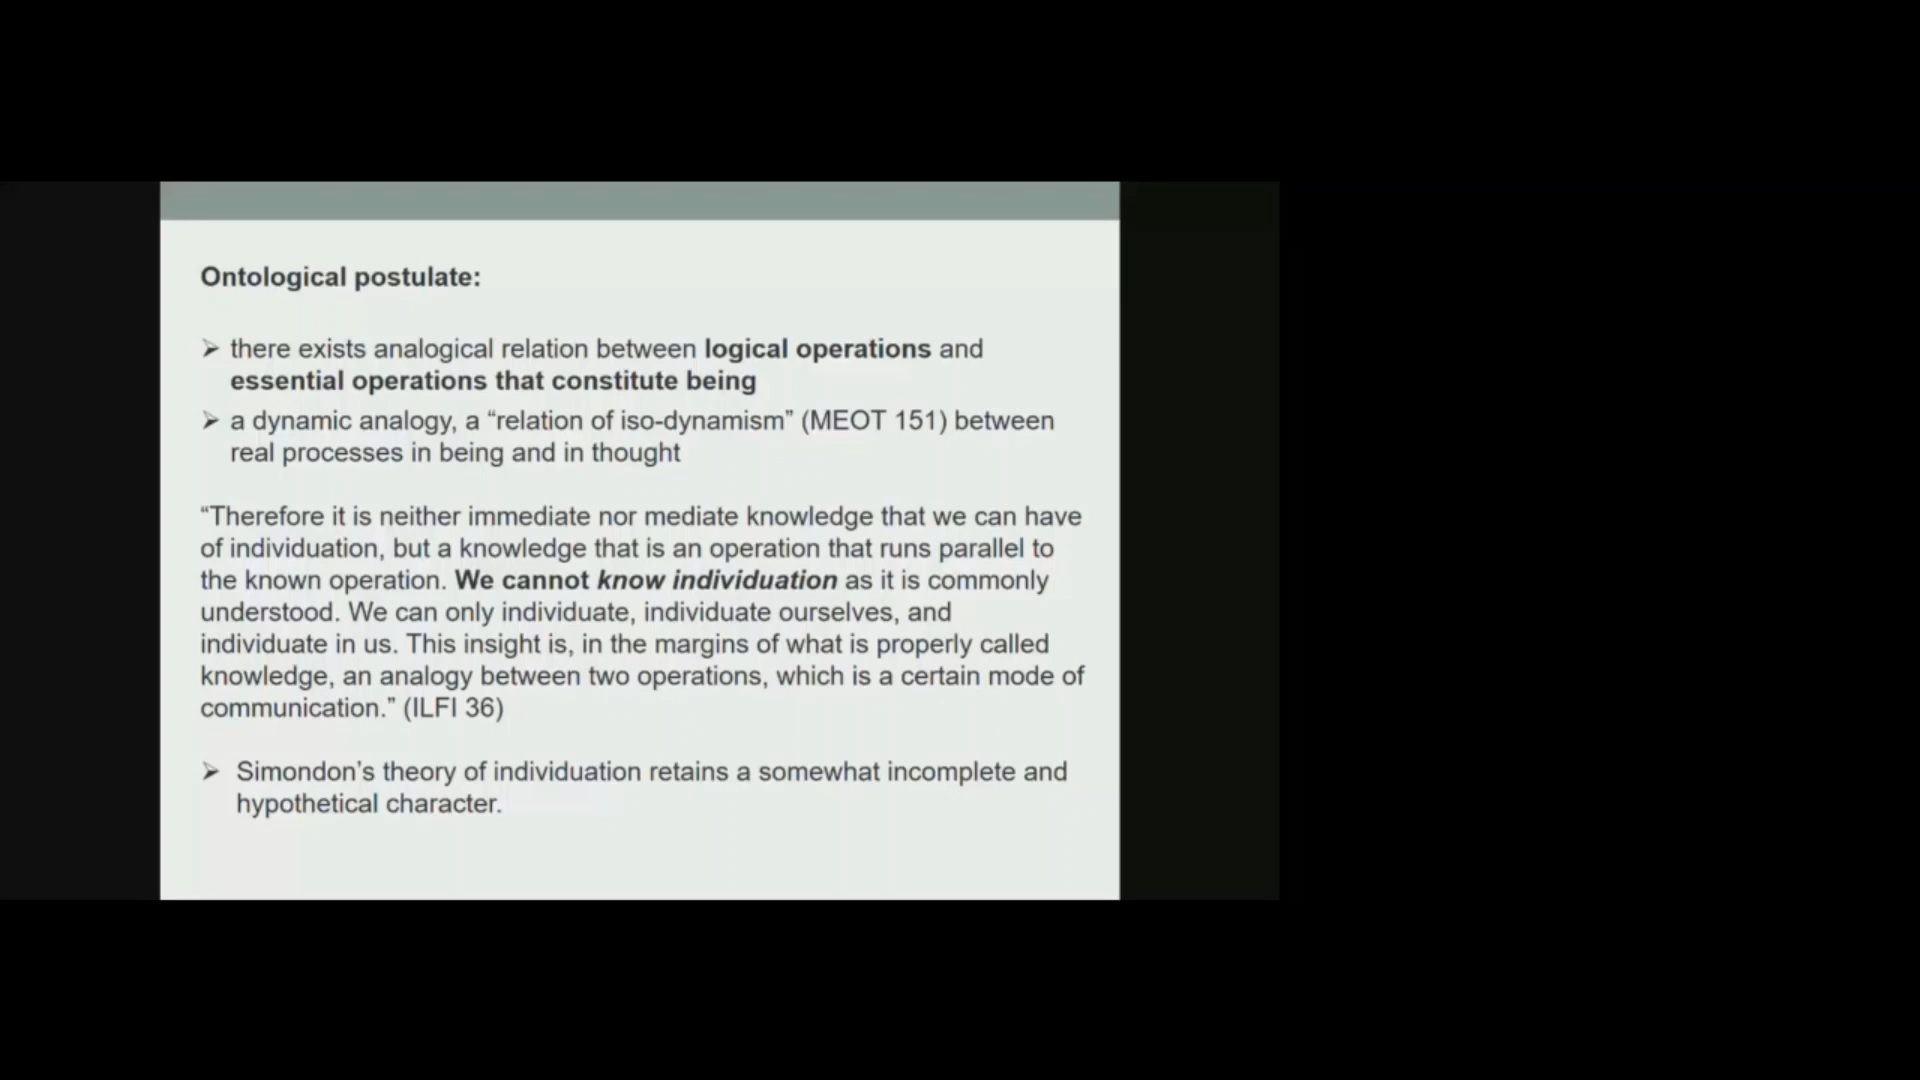 Ontological postulate:
➢ there exists analogical relation between logical operations and
essential operations that constitute being
➢ a dynamic analogy, a “relation of iso-dynamism” (MEOT 151) between
real processes in being and in thought
“Therefore it is neither immediate nor mediate knowledge that we can have
of individuation, but a knowledge that is an operation that runs parallel to
the known operation. We cannot know individuation as it is commonly
understood. We can only individuate, individuate ourselves, and
individuate in us. This insight is, in the margins of what is properly called
knowledge, an analogy between two operations, which is a certain mode of
communication.” (ILFI 36)
➢ Simondon’s theory of individuation retains a somewhat incomplete and
hypothetical character.